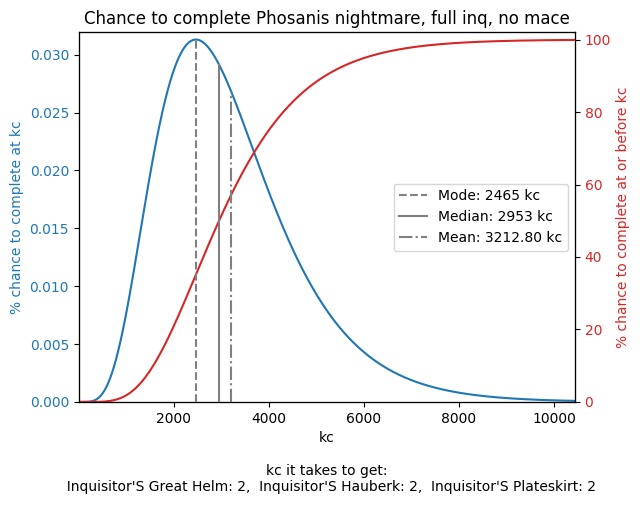 Chance to complete Phosanis nightmare, full inq, no mace
0.030
0.025
0.020
0.015
0.010
0.005
0.000
% chance to complete at kc
100
80
60
40
20
0
% chance to complete at or before kc
Mode: 2465 kc
Median: 2953 kc
Mean: 3212.80 kc
2000 4000 6000 8000 10000
kc
kc it takes to get:
Inquisitor'S Great Helm: 2, Inquisitor'S Hauberk: 2, Inquisitor'S Plateskirt: 2